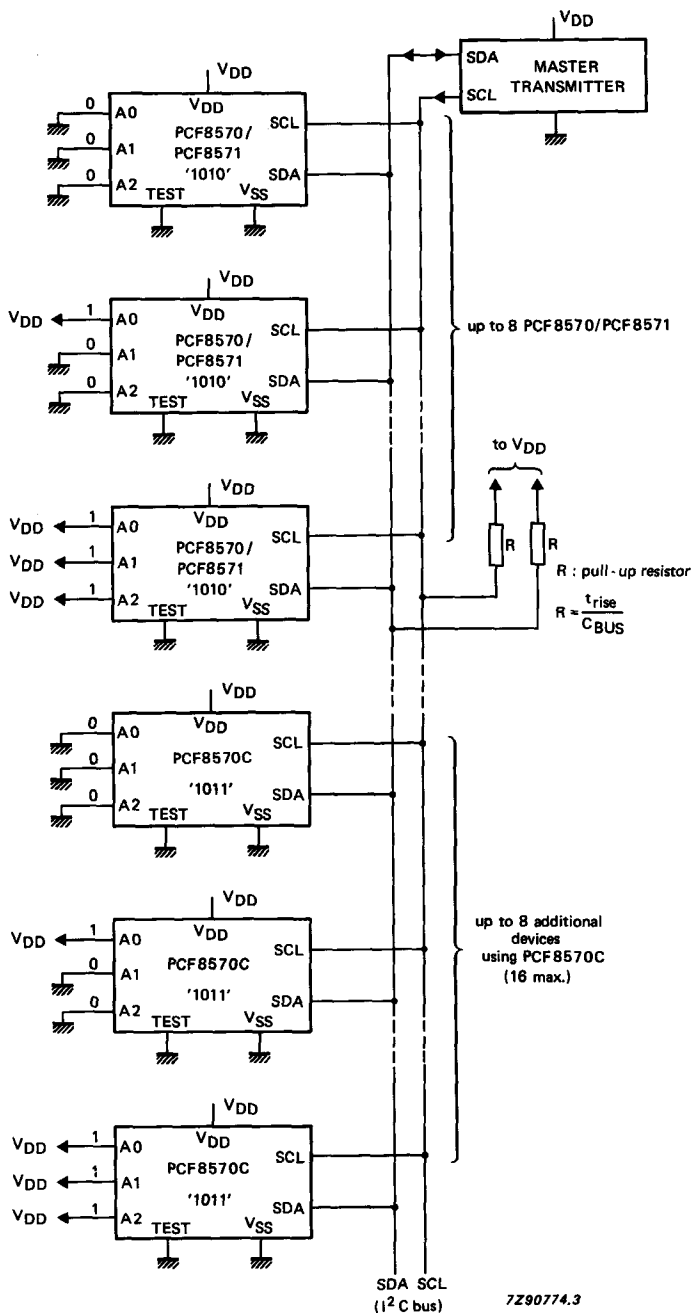 VDD
SDA
MASTER
TRANSMITTER
SCL
VDD
0 A0
0 A1
0 A2
VDD
PCF8570/
PCF8571
'1010'
TEST
VSS
SCL
SDA
VDD
VDD 1 A0
0 A1
0 A2
VDD
PCF8570/
PCF8571
'1010'
TEST
VSS
SCL
SDA
up to 8 PCF8570/PCF8571
to VDD
R
R
R : pull-up resistor
R = trise
CBUS
VDD
VDD 1 A0
VDD 1 A1
VDD 1 A2
VDD
PCF8570/
PCF8571
'1010'
TEST
VSS
SCL
SDA
VDD
0 A0
0 A1
0 A2
VDD
PCF8570C
'1011'
TEST
VSS
SCL
SDA
up to 8 additional
devices
using PCF8570C
(16 max.)
VDD
VDD 1 A0
0 A1
0 A2
VDD
PCF8570C
'1011'
TEST
VSS
SCL
SDA
VDD
VDD 1 A0
VDD 1 A1
VDD 1 A2
VDD
PCF8570C
'1011'
TEST
VSS
SCL
SDA
SDA SCL
(I²C bus)
7Z90774.3